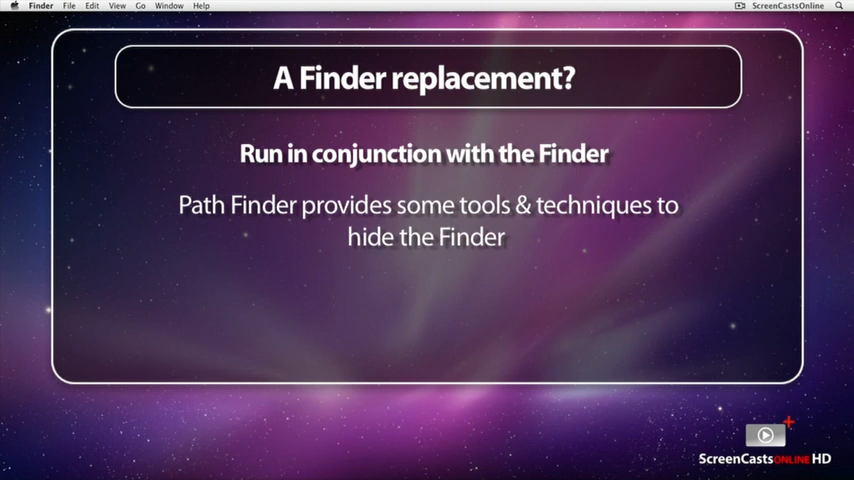 Finder File Edit View Go Window Help ScreenCastsOnline
A Finder replacement?
Run in conjunction with the Finder
Path Finder provides some tools & techniques to
hide the Finder
ScreenCastsONLINE HD